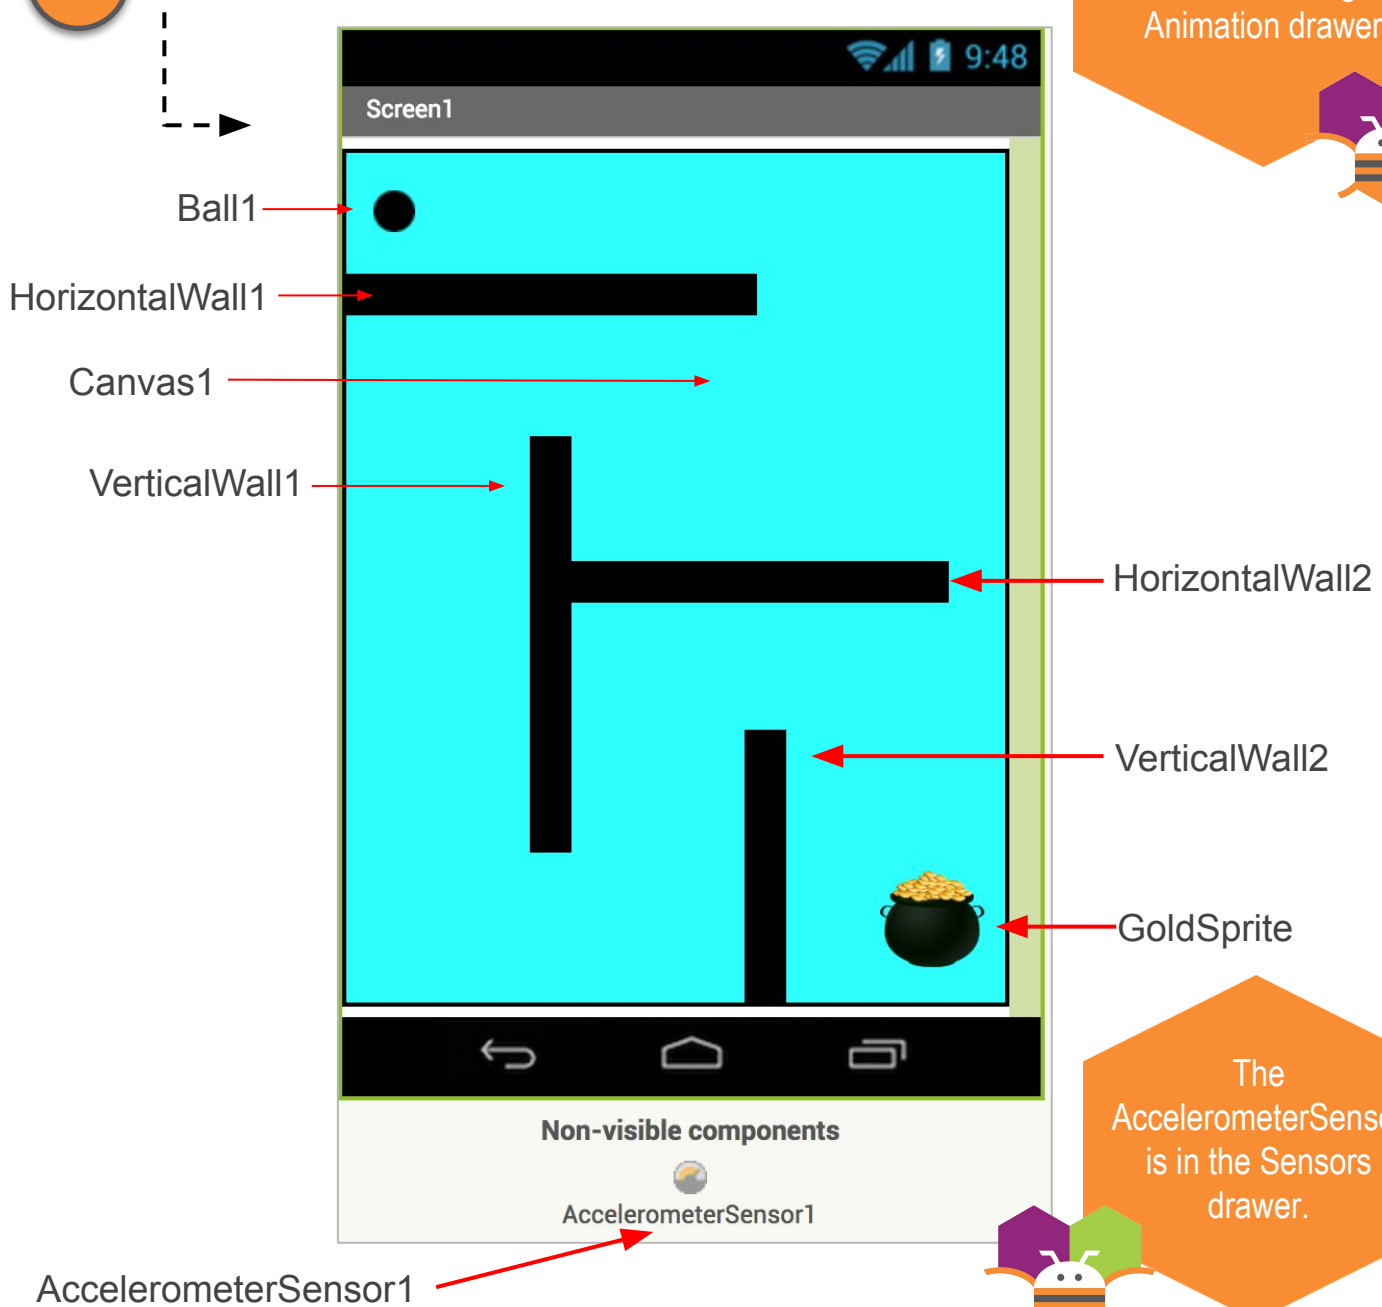 Animation drawer
9:48
Screen1
Ball1
HorizontalWall1
Canvas1
VerticalWall1
HorizontalWall2
VerticalWall2
GoldSprite
The
AccelerometerSenso
is in the Sensors
drawer.
Non-visible components
AccelerometerSensor1
AccelerometerSensor1